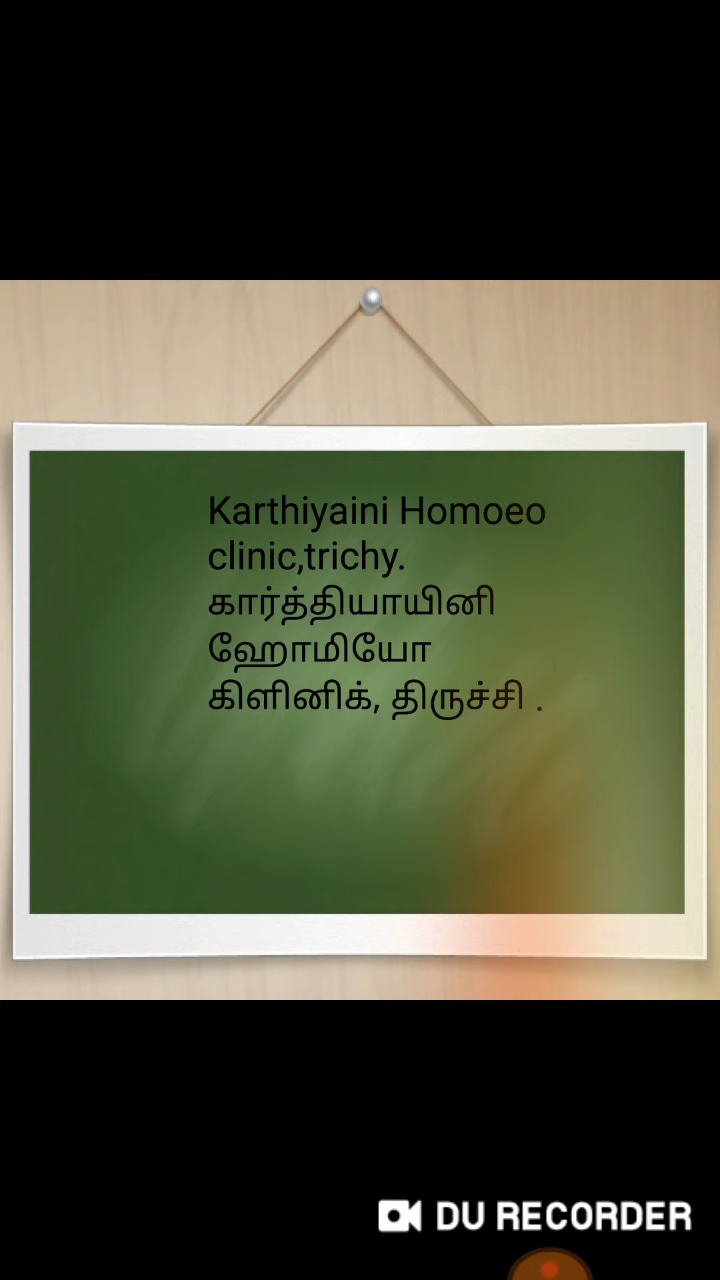 Karthiyaini Homoeo
clinic,trichy.
கார்த்தியாயினி
ஹோமியோ
கிளினிக், திருச்சி .
DU RECORDER